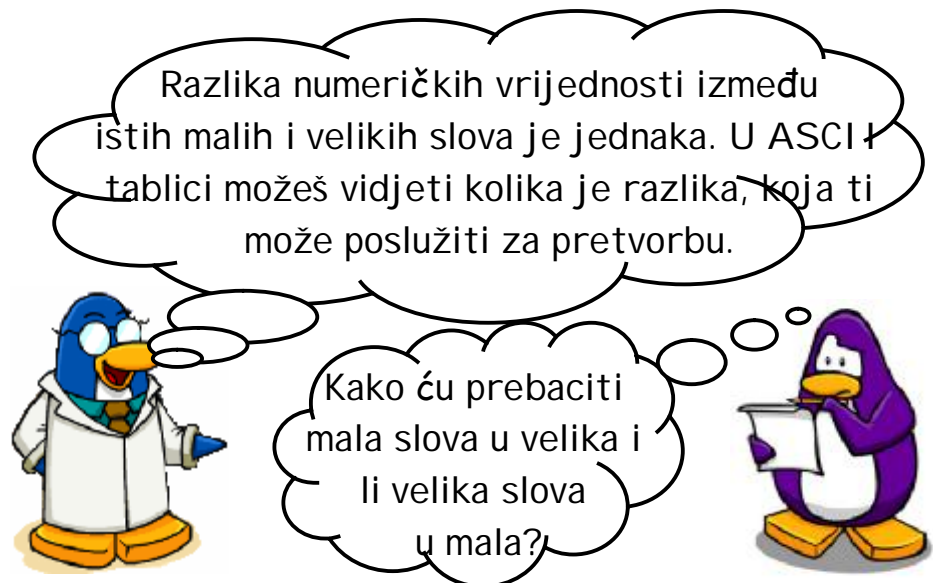 Razlika numeričkih vrijednosti između
istih malih i velikih slova je jednaka. U ASCII
tablici možeš vidjeti kolika je razlika, koja ti
može poslužiti za pretvorbu.
Kako ću prebaciti
mala slova u velika i
li velika slova
u mala?